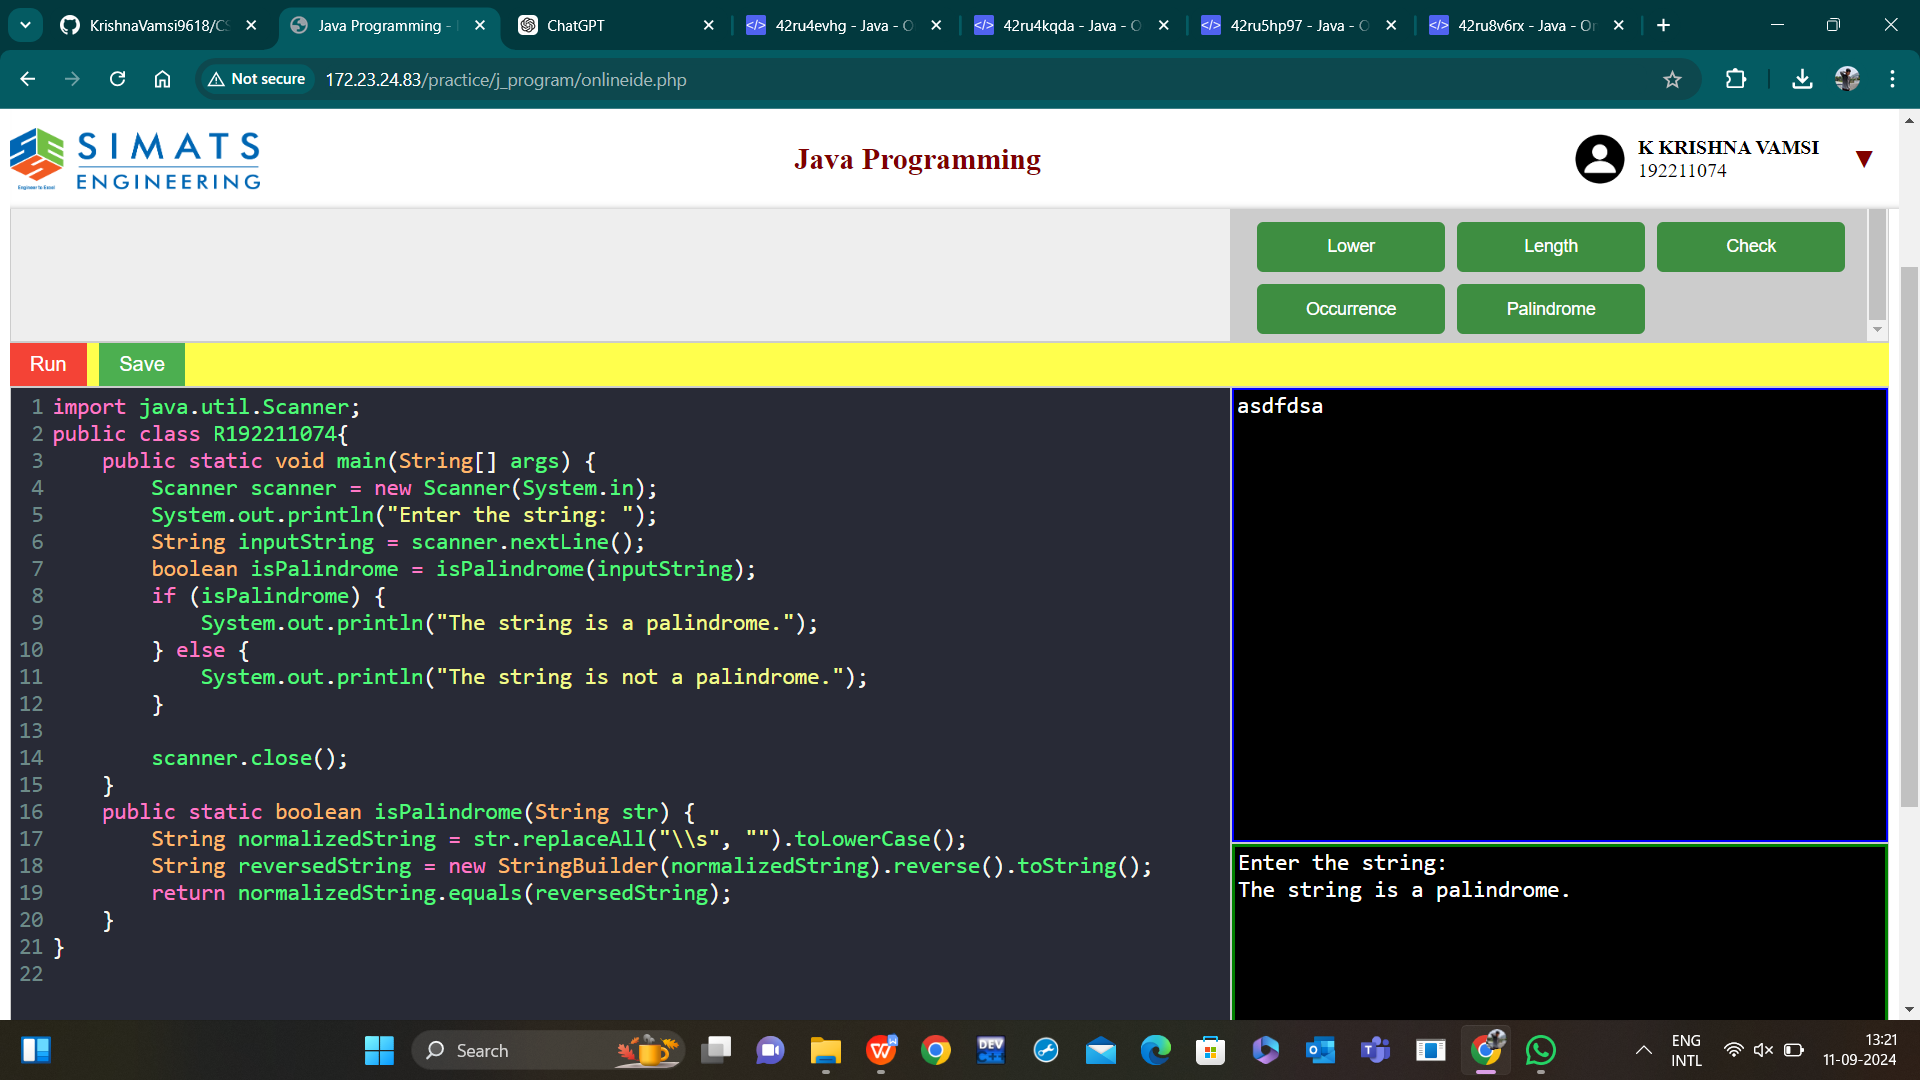 KrishnaVamsi9618/CS
Java Programming -
ChatGPT
42ru4evhg - Java - O
42ru4kqda - Java - O
42ru5hp97 - Java - O
42ru8v6rx - Java - Or
Not secure
172.23.24.83/practice/j_program/onlineide.php
SIMATS
ENGINEERING
Engineer to Excel
Java Programming
K KRISHNA VAMSI
192211074
Lower
Length
Check
Occurrence
Palindrome
Run
Save
1 import java.util.Scanner;
2 public class R192211074{
3     public static void main(String[] args) {
4         Scanner scanner = new Scanner(System.in);
5         System.out.println("Enter the string: ");
6         String inputString = scanner.nextLine();
7         boolean isPalindrome = isPalindrome(inputString);
8         if (isPalindrome) {
9             System.out.println("The string is a palindrome.");
10         } else {
11             System.out.println("The string is not a palindrome.");
12         }
13
14         scanner.close();
15     }
16     public static boolean isPalindrome(String str) {
17         String normalizedString = str.replaceAll("\\s", "").toLowerCase();
18         String reversedString = new StringBuilder(normalizedString).reverse().toString();
19         return normalizedString.equals(reversedString);
20     }
21 }
22
asdfdsa
Enter the string:
The string is a palindrome.
Search
DEV
ENG
INTL
13:21
11-09-2024